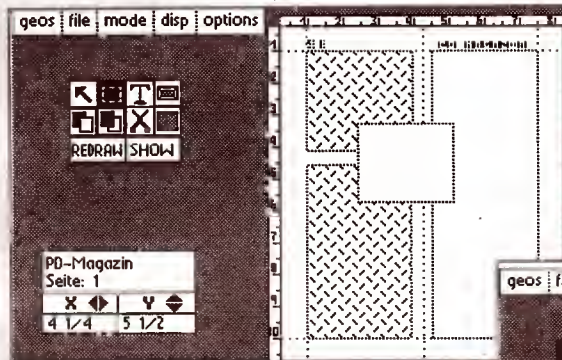 geos file mode disp options
REDRAW SHOW
PD-Magazin
Seite: 1
X Y
4 1/4 5 1/2
geos